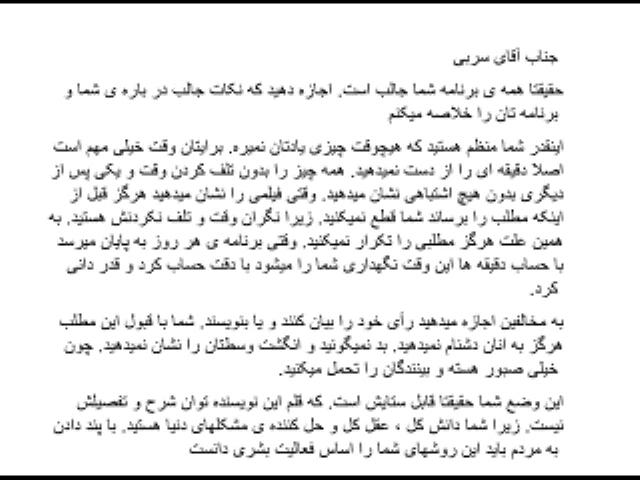 جناب آقای سربی
حقیقتا همه ی برنامه شما جالب است. اجازه دهید که نکات جالب در باره ی شما و
برنامه تان را خلاصه میکنم
اینقدر شما منظم هستید که هیچوقت چیزی یادتان نمیره. برایتان وقت خیلی مهم است
اصلا دقیقه ای را از دست نمیدهید. همه چیز را بدون تلف کردن وقت و یکی پس از
دیگری بدون هیچ اشتباهی نشان میدهید. وقتی فیلمی را نشان میدهید هرگز قبل از
اینکه مطلب را برساند شما قطع نمیکنید. زیرا نگران وقت و تلف نکردنش هستید. به
همین علت هرگز مطلبی را تکرار نمیکنید. وقتی برنامه ی هر روز به پایان میرسد
با حساب دقیقه ها این وقت نگهداری شما را میشود با دقت حساب کرد و قدر دانی
کرد.
به مخالفین اجازه میدهید رأی خود را بیان کنند و یا بنویسند. شما با قبول این مطلب
هرگز به انان دشنام نمیدهید. بد نمیگوئید و انگشت وسطتان را نشان نمیدهید. چون
خیلی صبور هسته و بینندگان را تحمل میکنید.
این وضع شما حقیقتا قابل ستایش است. که قلم این نویسنده توان شرح و تفصیلش
نیست. زیرا شما دانش کل ، عقل کل و حل کننده ی مشکلهای دنیا هستید. با پند دادن
به مردم باید این روشهای شما را اساس فعالیت بشری دانست